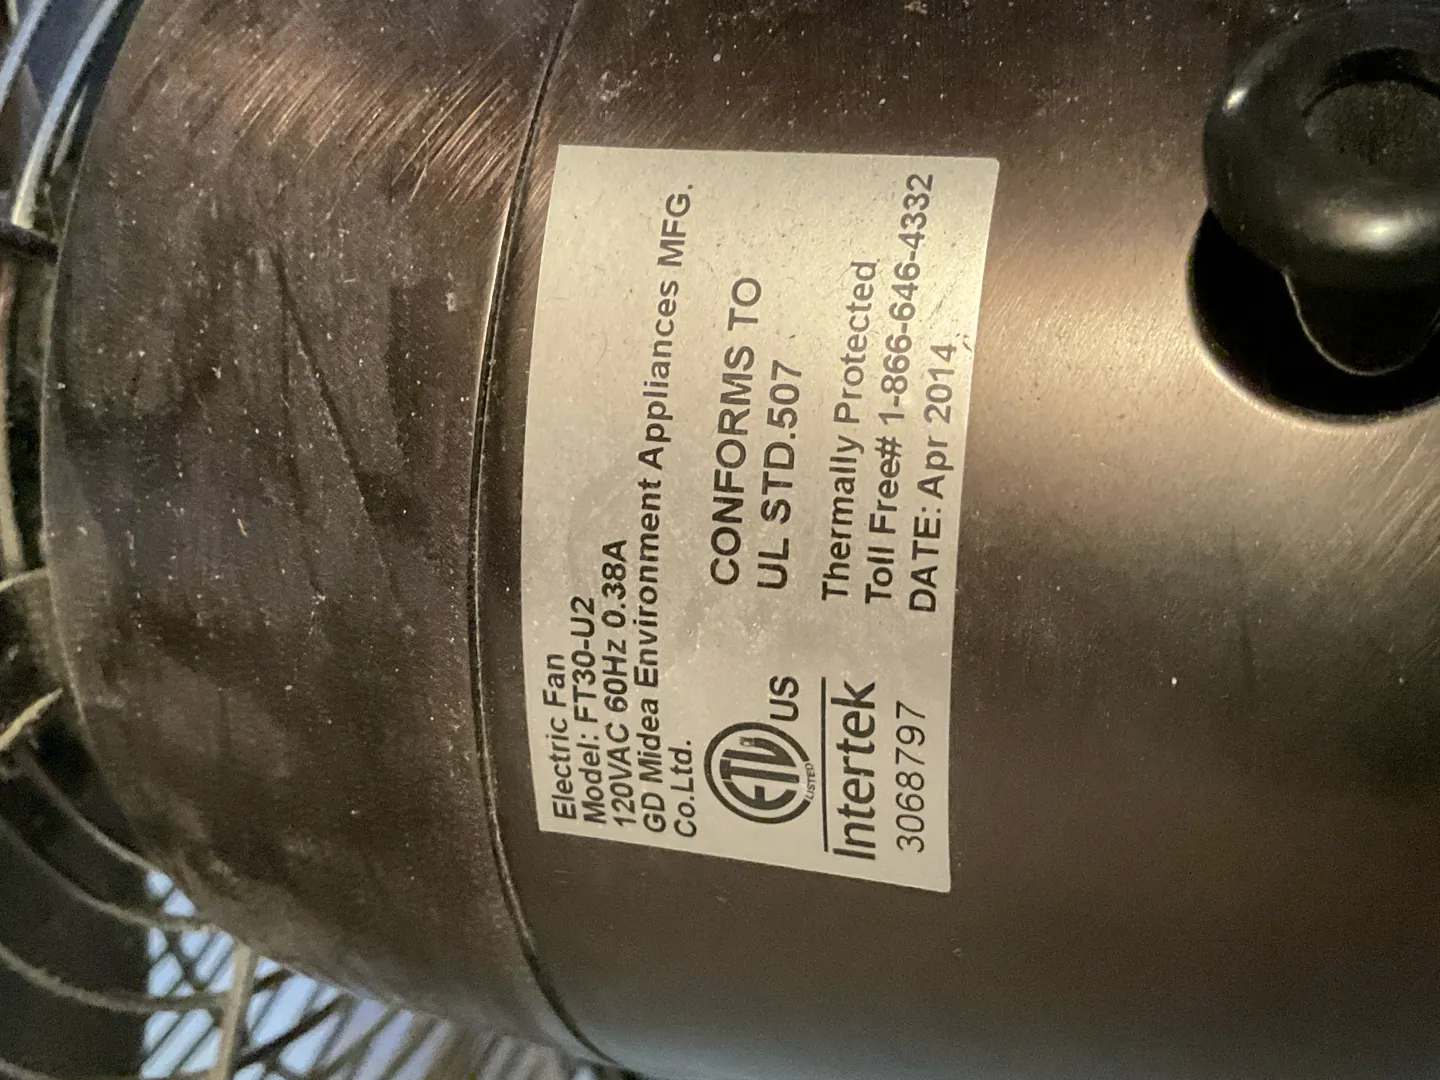 Electric Fan
Model: FT30-U2
120VAC 60Hz 0.38A
GD Midea Environment Appliances MFG.
Co.Ltd.
ETL
LISTED
US
CONFORMS TO
UL STD.507
Intertek
3068797
Thermally Protected
Toll Free# 1-866-646-4332
DATE: Apr 2014